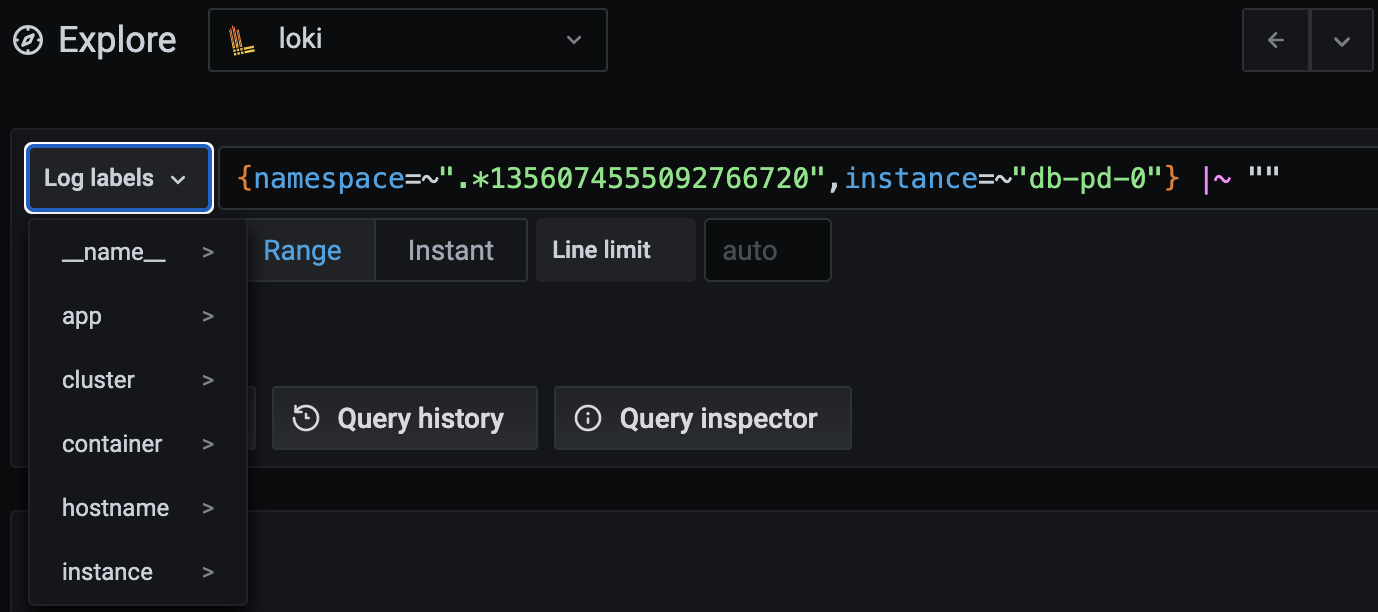 Explore
loki
Log labels
{namespace=~".*1356074555092766720",instance=~"db-pd-0"} |~ ""
__name__ >
Range
Instant
Line limit
auto
app >
cluster >
container >
Query history
Query inspector
hostname >
instance >